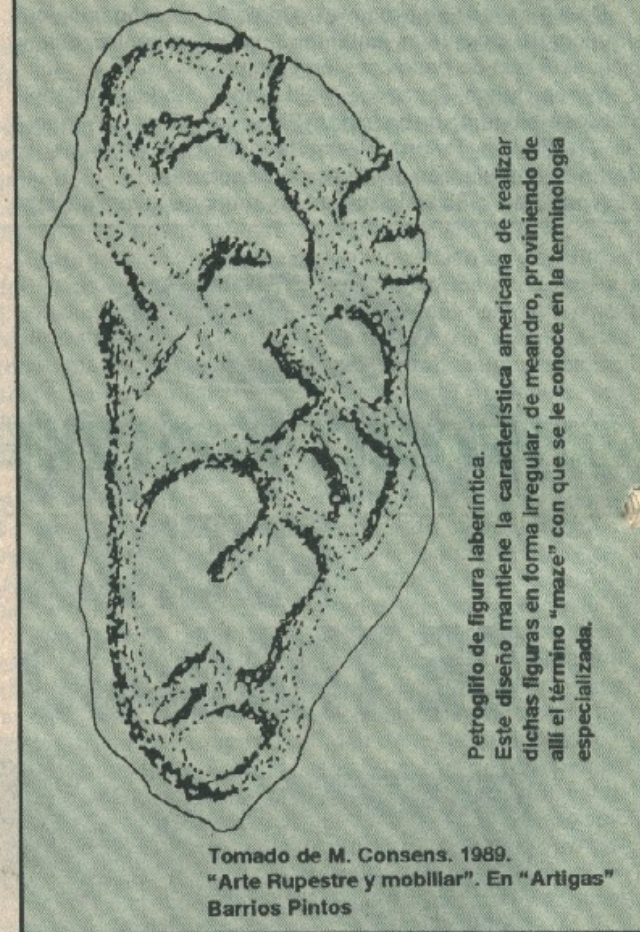 Petroglifo de figura laberíntica.
Este diseño mantiene la característica americana de realizar
dichas figuras en forma irregular, de meandro, proviniendo de
allí el término “maze” con que se le conoce en la terminología
especializada.
Tomado de M. Consens. 1989.
“Arte Rupestre y mobiliar”. En “Artigas”
Barrios Pintos